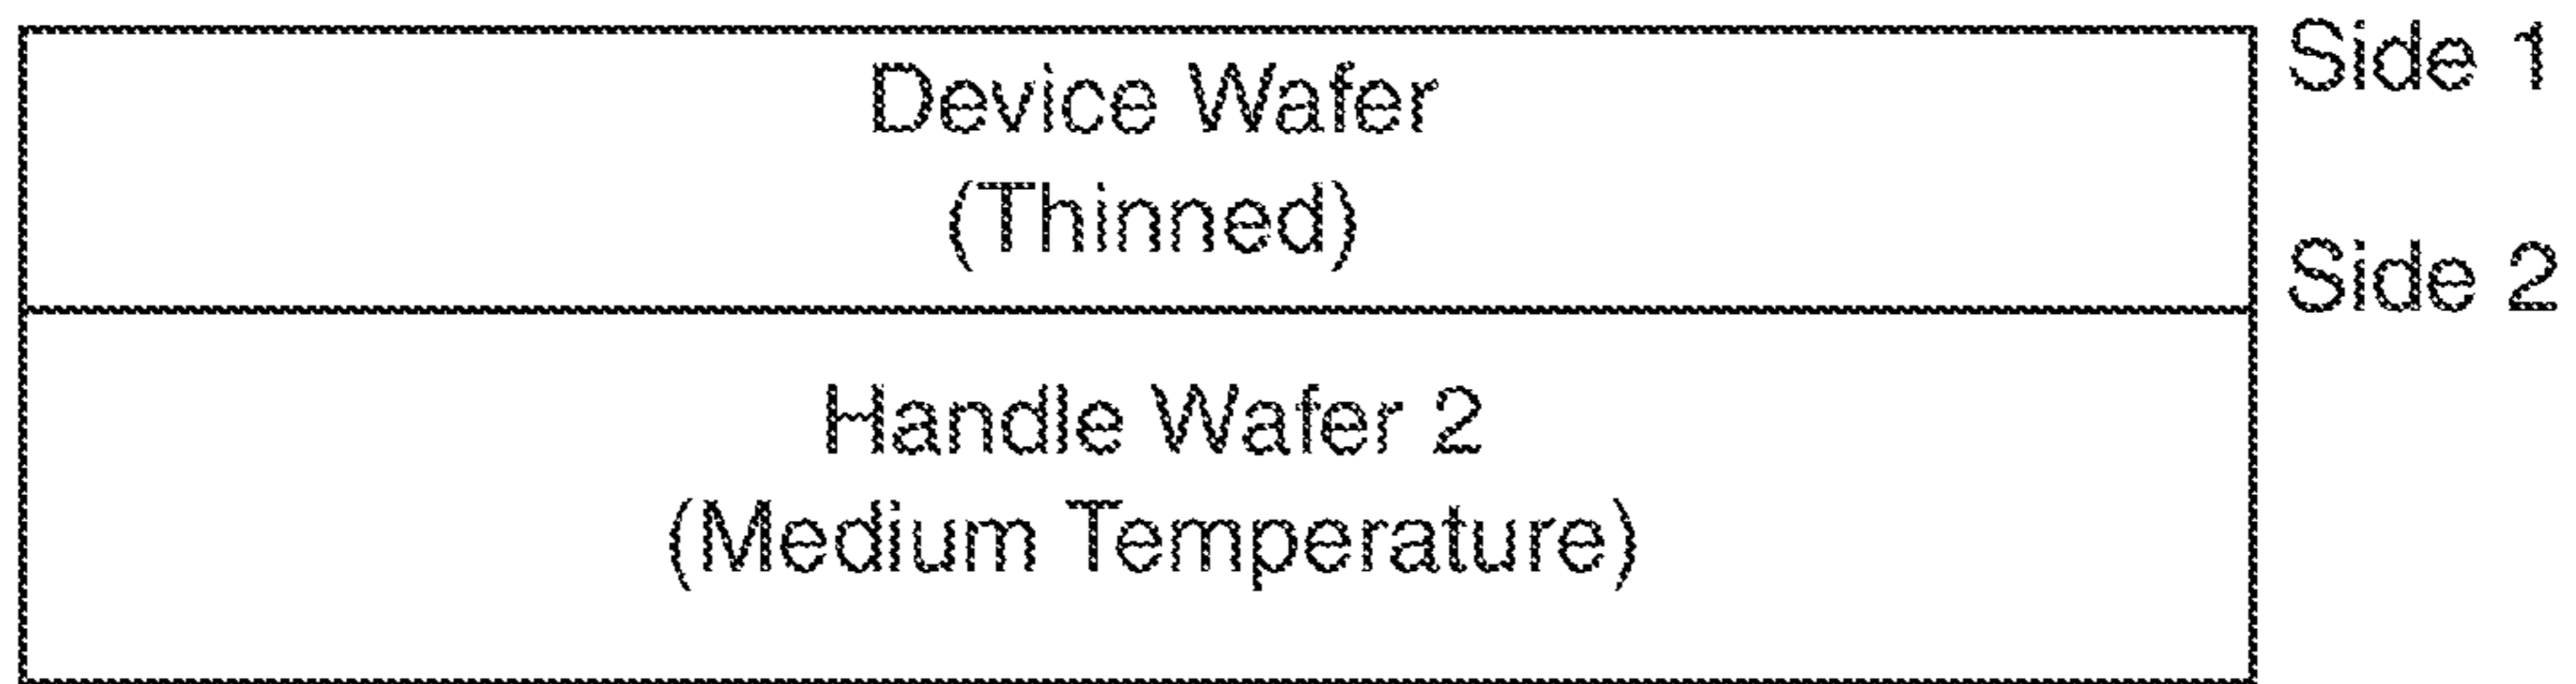 Device Wafer
(Thinned)
Side 1
Side 2
Handle Wafer 2
(Medium Temperature)